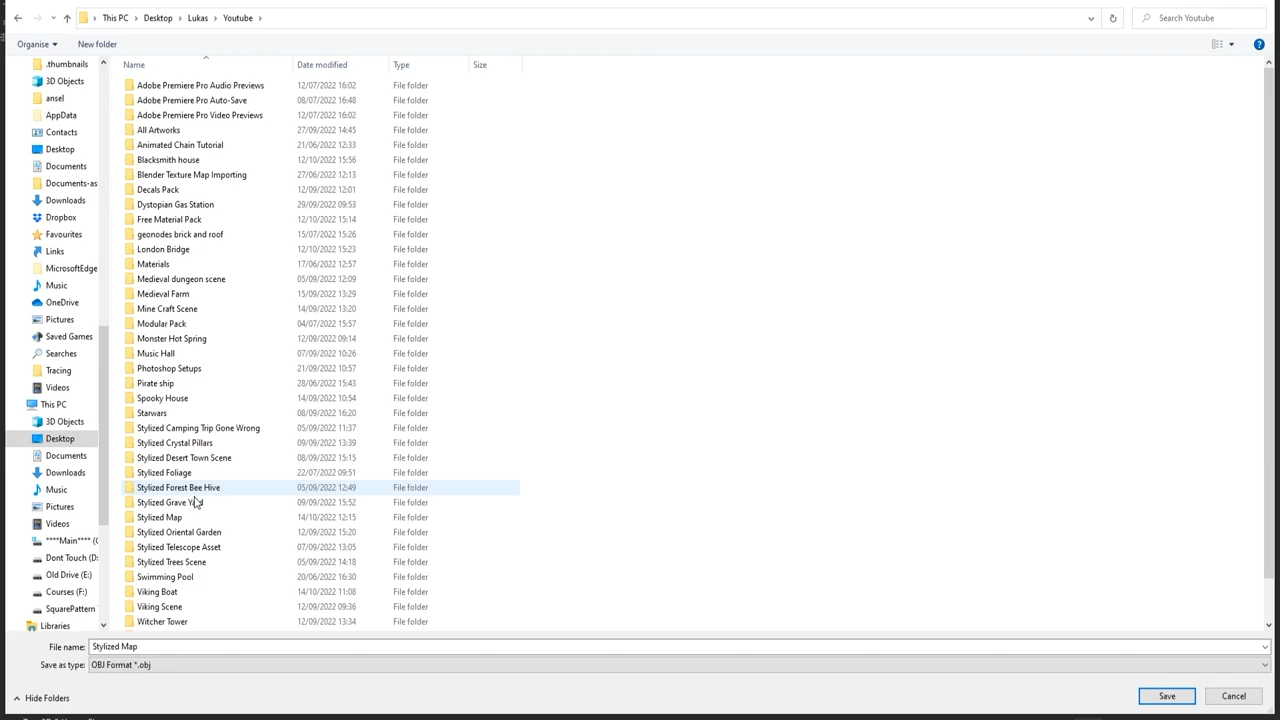 This PC > Desktop > Lukas > Youtube >
Search Youtube
Organise
New folder
.thumbnails
3D Objects
ansel
AppData
Contacts
Desktop
Documents
Documents-as
Downloads
Dropbox
Favourites
Links
MicrosoftEdge
Music
OneDrive
Pictures
Saved Games
Searches
Tracing
Videos
This PC
3D Objects
Desktop
Documents
Downloads
Music
Pictures
Videos
****Main**** (C
Dont Touch (D:
Old Drive (E:)
Courses (F:)
SquarePattern
Libraries
Name Date modified Type Size
Adobe Premiere Pro Audio Previews 12/07/2022 16:02 File folder
Adobe Premiere Pro Auto-Save 08/07/2022 16:48 File folder
Adobe Premiere Pro Video Previews 12/07/2022 16:02 File folder
All Artworks 27/09/2022 14:45 File folder
Animated Chain Tutorial 21/06/2022 12:33 File folder
Blacksmith house 12/10/2022 15:56 File folder
Blender Texture Map Importing 27/06/2022 12:13 File folder
Decals Pack 12/09/2022 12:01 File folder
Dystopian Gas Station 29/09/2022 09:53 File folder
Free Material Pack 12/10/2022 15:14 File folder
geonodes brick and roof 15/07/2022 15:26 File folder
London Bridge 12/10/2022 15:23 File folder
Materials 17/06/2022 12:57 File folder
Medieval dungeon scene 05/09/2022 12:09 File folder
Medieval Farm 15/09/2022 13:29 File folder
Mine Craft Scene 14/09/2022 13:20 File folder
Modular Pack 04/07/2022 15:57 File folder
Monster Hot Spring 12/09/2022 09:14 File folder
Music Hall 07/09/2022 10:26 File folder
Photoshop Setups 21/09/2022 10:57 File folder
Pirate ship 28/06/2022 15:43 File folder
Spooky House 14/09/2022 10:54 File folder
Starwars 08/09/2022 16:20 File folder
Stylized Camping Trip Gone Wrong 05/09/2022 11:37 File folder
Stylized Crystal Pillars 09/09/2022 13:39 File folder
Stylized Desert Town Scene 08/09/2022 15:15 File folder
Stylized Foliage 22/07/2022 09:51 File folder
Stylized Forest Bee Hive 05/09/2022 12:49 File folder
Stylized Grave Yard 09/09/2022 15:52 File folder
Stylized Map 14/10/2022 12:15 File folder
Stylized Oriental Garden 12/09/2022 15:20 File folder
Stylized Telescope Asset 07/09/2022 13:05 File folder
Stylized Trees Scene 05/09/2022 14:18 File folder
Swimming Pool 20/06/2022 16:30 File folder
Viking Boat 14/10/2022 11:08 File folder
Viking Scene 12/09/2022 09:36 File folder
Witcher Tower 12/09/2022 13:34 File folder
File name: Stylized Map
Save as type: OBJ Format *.obj
Hide Folders
Save
Cancel